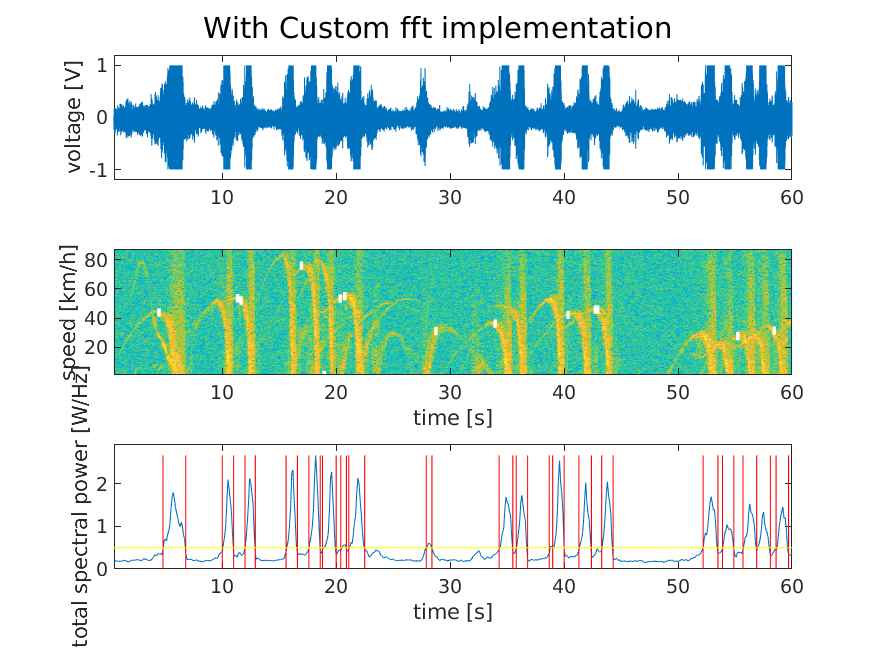 With Custom fft implementation
voltage [V]
1
0
-1
10 20 30 40 50 60
speed [km/h]
80
60
40
20
10 20 30 40 50 60
time [s]
total spectral power [W/Hz]
2
1
0
10 20 30 40 50 60
time [s]